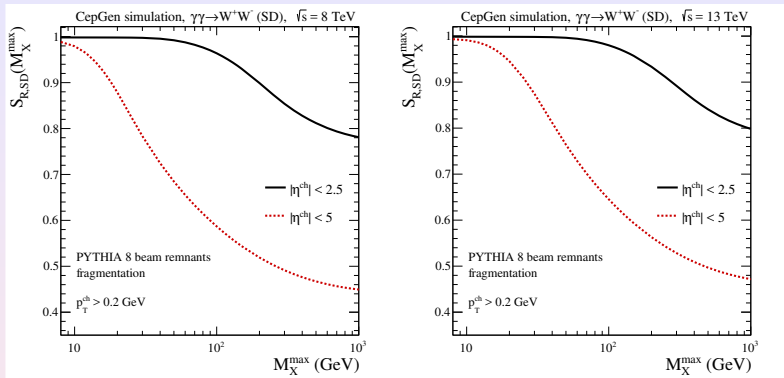 CepGen simulation, γγ→W⁺W⁻ (SD), √s = 8 TeV
S_R,SD(M_X^max)
1
0.9
0.8
0.7
0.6
0.5
0.4
|η^ch| < 2.5
|η^ch| < 5
PYTHIA 8 beam remnants
fragmentation
p_T^ch > 0.2 GeV
10
10²
10³
M_X^max (GeV)
CepGen simulation, γγ→W⁺W⁻ (SD), √s = 13 TeV
S_R,SD(M_X^max)
1
0.9
0.8
0.7
0.6
0.5
0.4
|η^ch| < 2.5
|η^ch| < 5
PYTHIA 8 beam remnants
fragmentation
p_T^ch > 0.2 GeV
10
10²
10³
M_X^max (GeV)